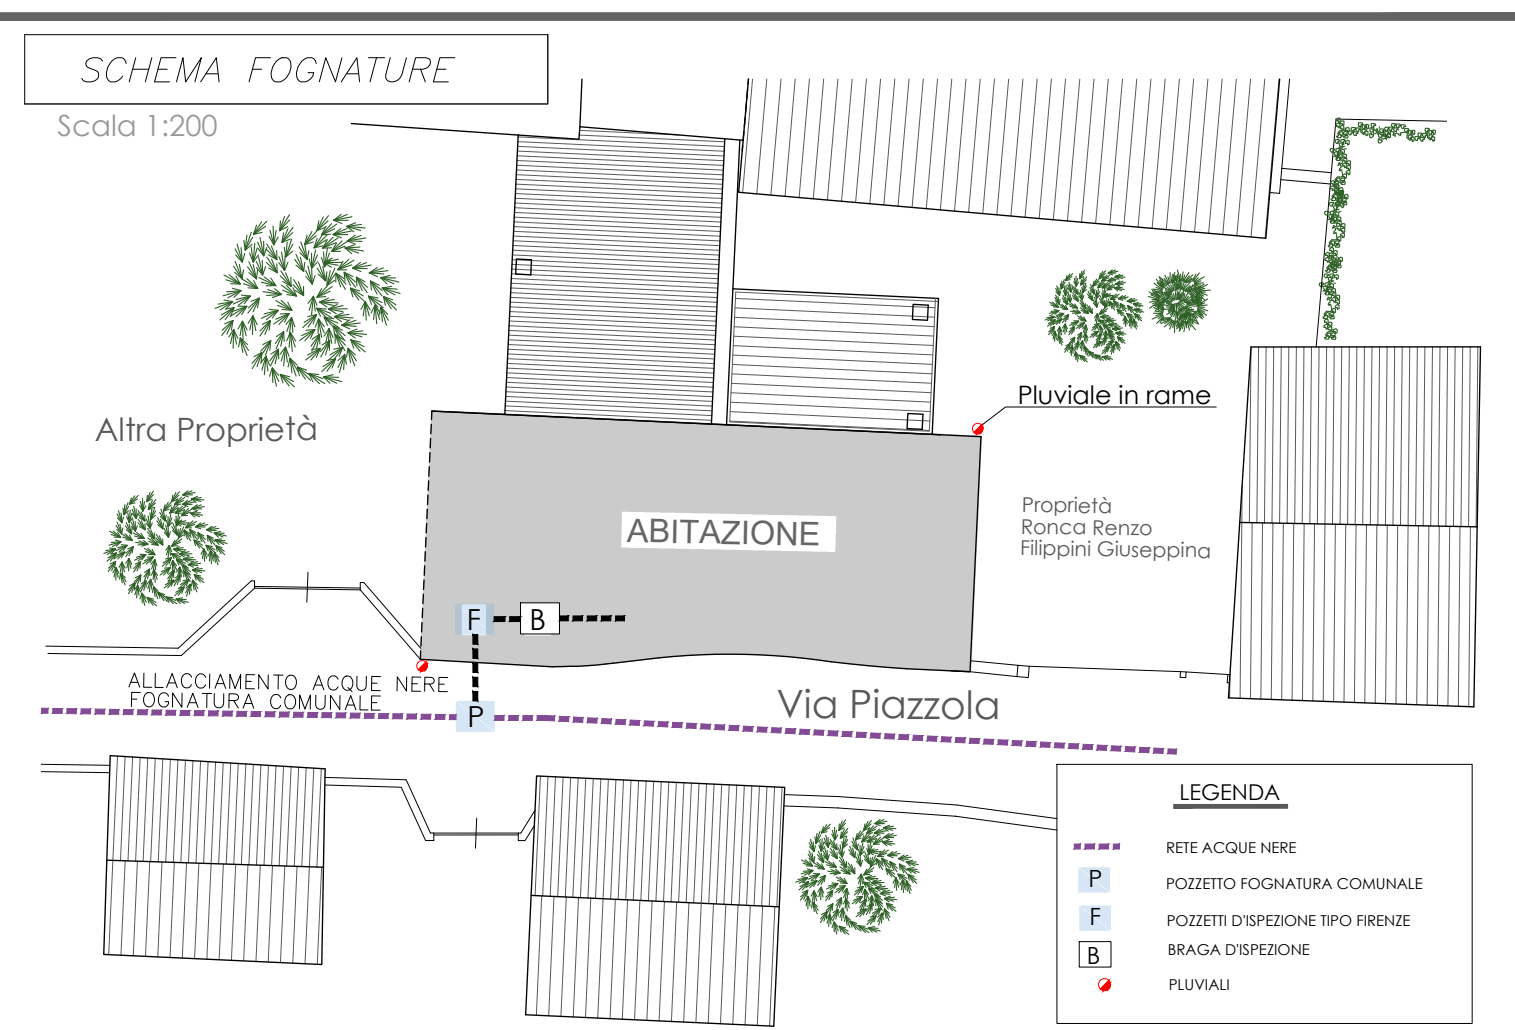 SCHEMA FOGNATURE
Scala 1:200
Pluviale in rame
Altra Proprietà
Proprietà
Ronca Renzo
Filippini Giuseppina
ABITAZIONE
F
B
ALLACCIAMENTO ACQUE NERE
FOGNATURA COMUNALE
P
Via Piazzola
LEGENDA
RETE ACQUE NERE
P POZZETTO FOGNATURA COMUNALE
F POZZETTI D'ISPEZIONE TIPO FIRENZE
B BRAGA D'ISPEZIONE
PLUVIALI